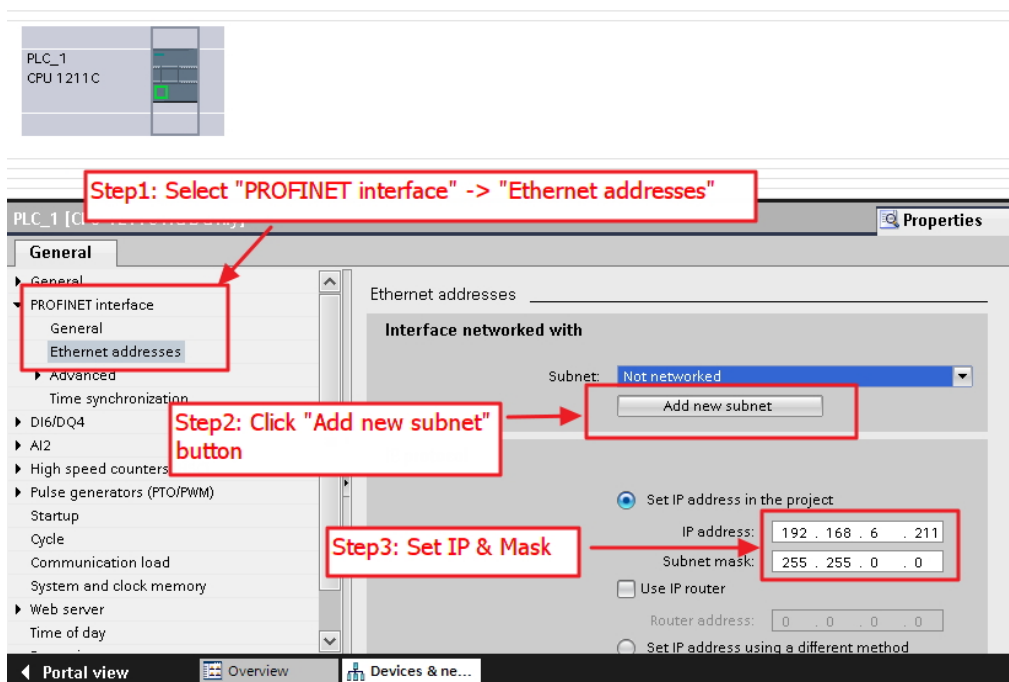 PLC_1
CPU 1211C
Step1: Select "PROFINET interface" -> "Ethernet addresses"
Properties
General
General
PROFINET interface
General
Ethernet addresses
Advanced
Time synchronization
DI6/DQ4
AI2
High speed counters
Pulse generators (PTO/PWM)
Startup
Cycle
Communication load
System and clock memory
Web server
Time of day
Ethernet addresses
Interface networked with
Subnet: Not networked
Add new subnet
Step2: Click "Add new subnet"
button
Set IP address in the project
IP address: 192 . 168 . 6 . 211
Step3: Set IP & Mask
Subnet mask: 255 . 255 . 0 . 0
Use IP router
Router address: 0 . 0 . 0 . 0
Set IP address using a different method
Portal view
Overview
Devices & ne...